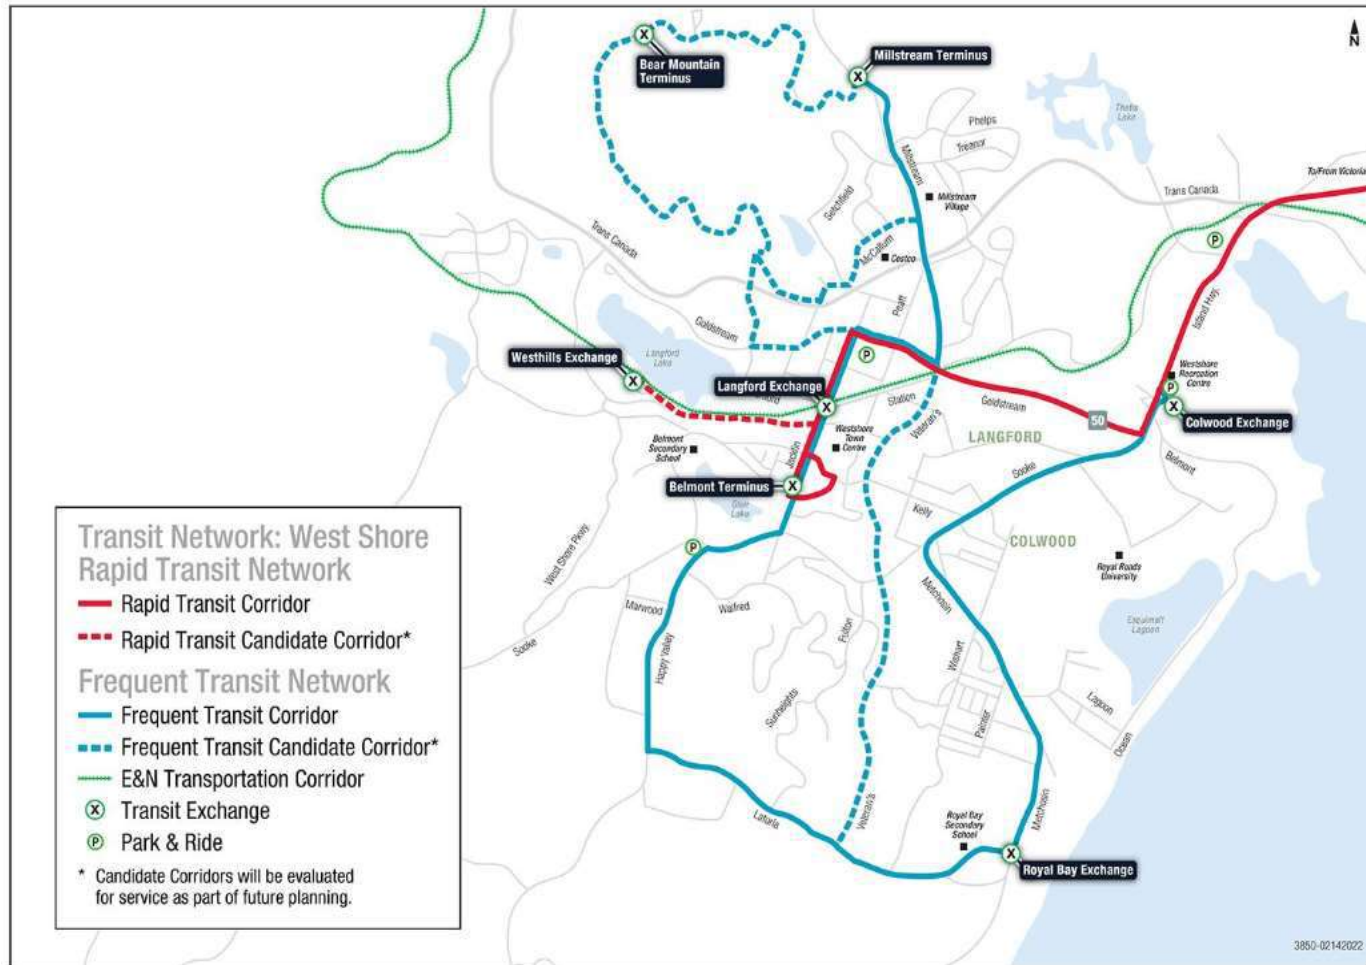 N
Bear Mountain
Terminus
Millstream Terminus
Thetis
Lake
Phelps
Treanor
Millstream
Setchfield
Millstream
Village
To/From Victoria
Trans Canada
Trans Canada
McCallum
Costco
P
Island Hwy.
Peatt
Goldstream
Westhills Exchange
Langford
Lake
P
Langford Exchange
Westshore
Recreation
Centre
P
Station
Goldstream
50
Colwood Exchange
Veteran's
LANGFORD
Belmont
Secondary
School
Jacklin
Westshore
Town
Centre
Sooke
Belmont
Belmont Terminus
Glen
Lake
Kelly
COLWOOD
West Shore Pkwy.
P
Royal Roads
University
Metchosin
Marwood
Walfred
Fulton
Esquimalt
Lagoon
Sooke
Happy Valley
Wishart
Lagoon
Sunheights
Painter
Ocean
Latoria
Veteran's
Royal Bay
Secondary
School
Metchosin
Royal Bay Exchange
Transit Network: West Shore
Rapid Transit Network
Rapid Transit Corridor
Rapid Transit Candidate Corridor*
Frequent Transit Network
Frequent Transit Corridor
Frequent Transit Candidate Corridor*
E&N Transportation Corridor
X Transit Exchange
P Park & Ride
* Candidate Corridors will be evaluated
for service as part of future planning.
3850-02142022